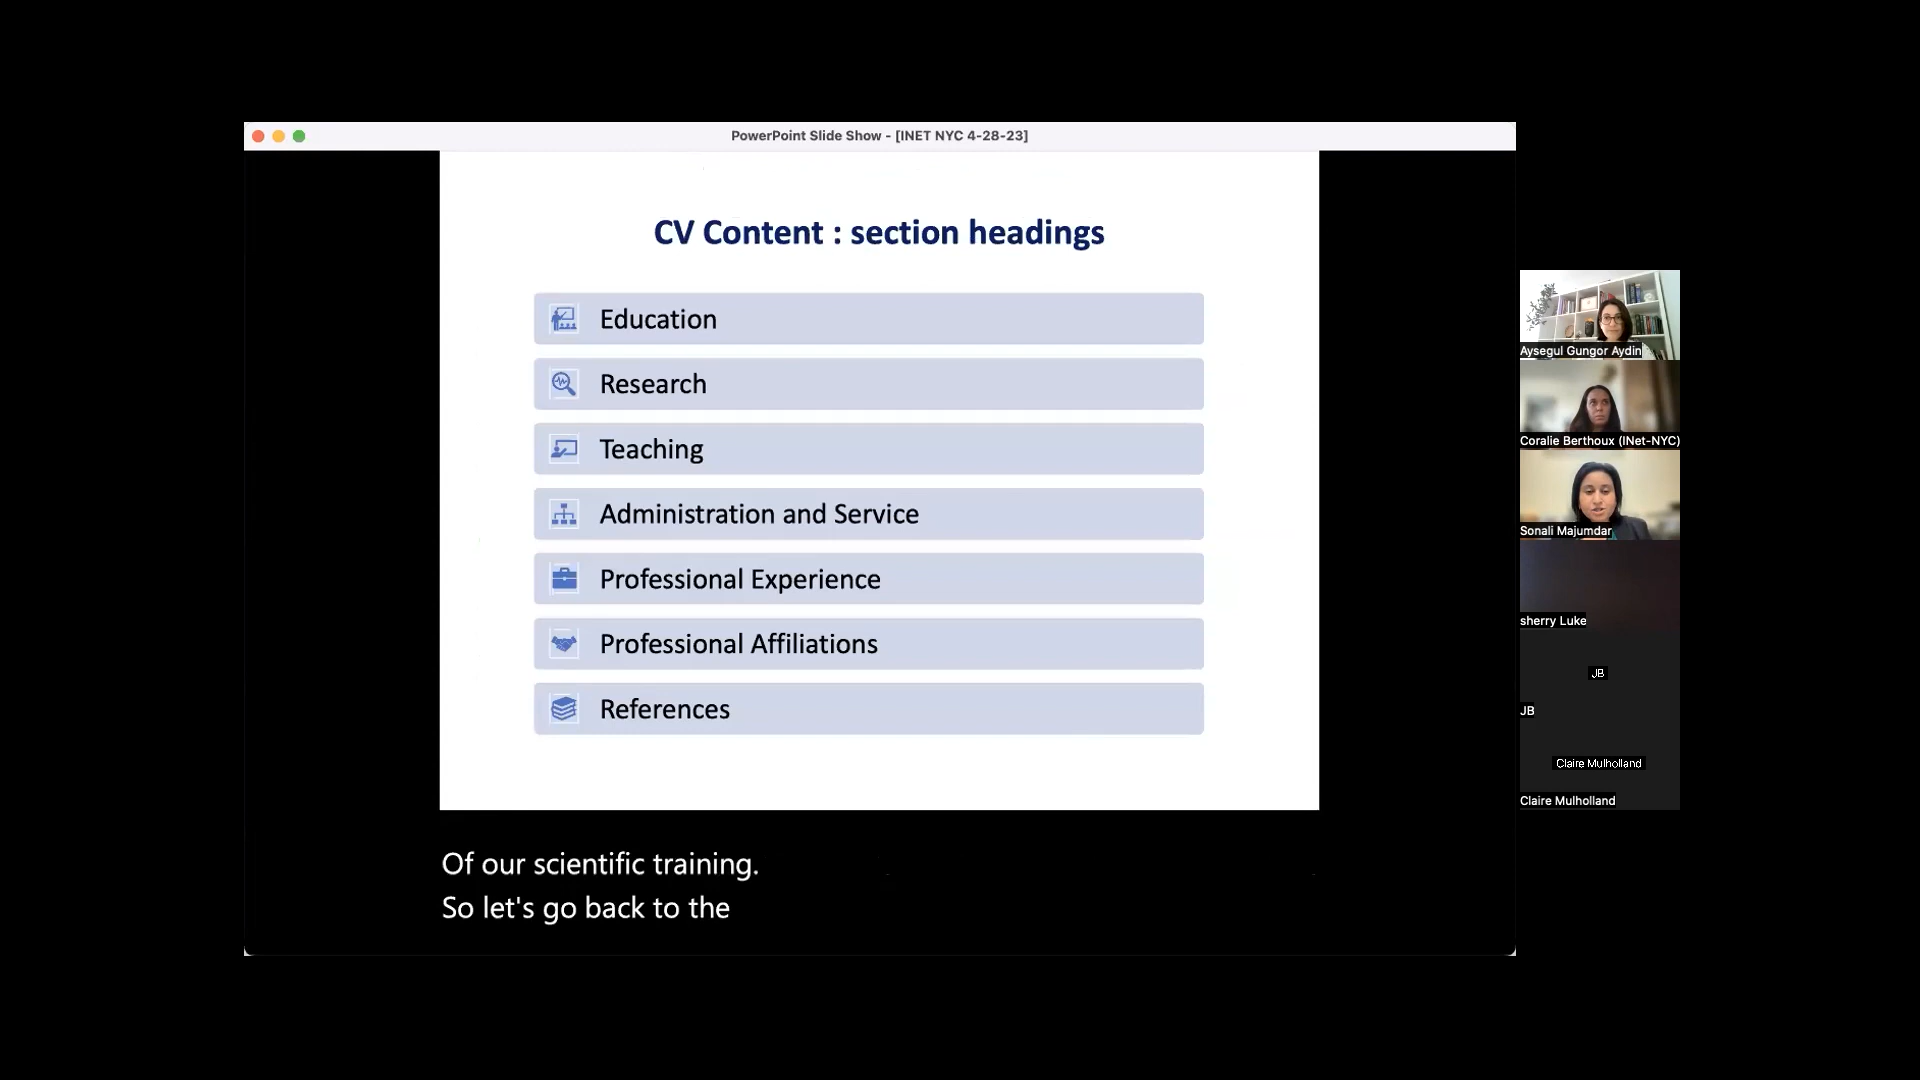 PowerPoint Slide Show - [INET NYC 4-28-23]
CV Content : section headings
Education
Research
Teaching
Administration and Service
Professional Experience
Professional Affiliations
References
Of our scientific training.
So let's go back to the
Aysegul Gungor Aydin
Coralie Berthoux (INet-NYC)
Sonali Majumdar
sherry Luke
JB
JB
Claire Mulholland
Claire Mulholland